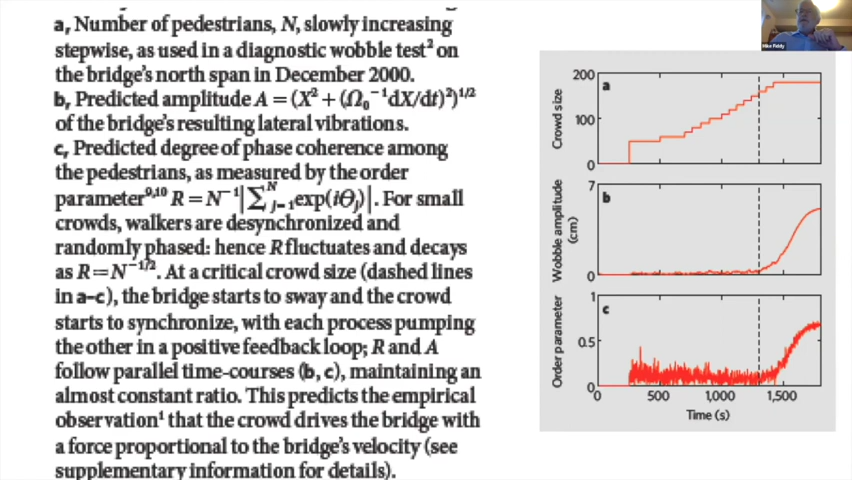 a, Number of pedestrians, N, slowly increasing
stepwise, as used in a diagnostic wobble test² on
the bridge's north span in December 2000.
b, Predicted amplitude A = (X² + (Ω₀⁻¹dX/dt)²)¹/²
of the bridge's resulting lateral vibrations.
c, Predicted degree of phase coherence among
the pedestrians, as measured by the order
parameter⁹,¹⁰ R = N⁻¹|∑ᴺⱼ₌₁exp(iΘⱼ)|. For small
crowds, walkers are desynchronized and
randomly phased: hence R fluctuates and decays
as R=N⁻¹/². At a critical crowd size (dashed lines
in a–c), the bridge starts to sway and the crowd
starts to synchronize, with each process pumping
the other in a positive feedback loop; R and A
follow parallel time-courses (b, c), maintaining an
almost constant ratio. This predicts the empirical
observation¹ that the crowd drives the bridge with
a force proportional to the bridge's velocity (see
supplementary information for details).
Crowd size
200
100
0
a
Wobble amplitude
(cm)
7
0
b
Order parameter
1
0.5
0
c
0 500 1,000 1,500
Time (s)